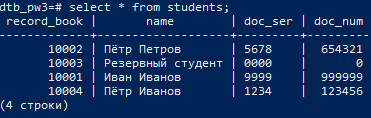 dtb_pw3=# select * from students;
record_book | name | doc_ser | doc_num
-------------+-------------------+---------+---------
10002 | Пётр Петров | 5678 | 654321
10003 | Резервный студент | 0000 | 0
10001 | Иван Иванов | 9999 | 999999
10004 | Пётр Иванов | 1234 | 123456
(4 строки)